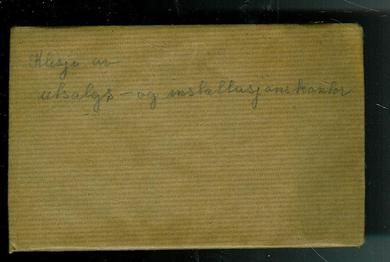 Klisje av
utsalgs- og installasjonskontor